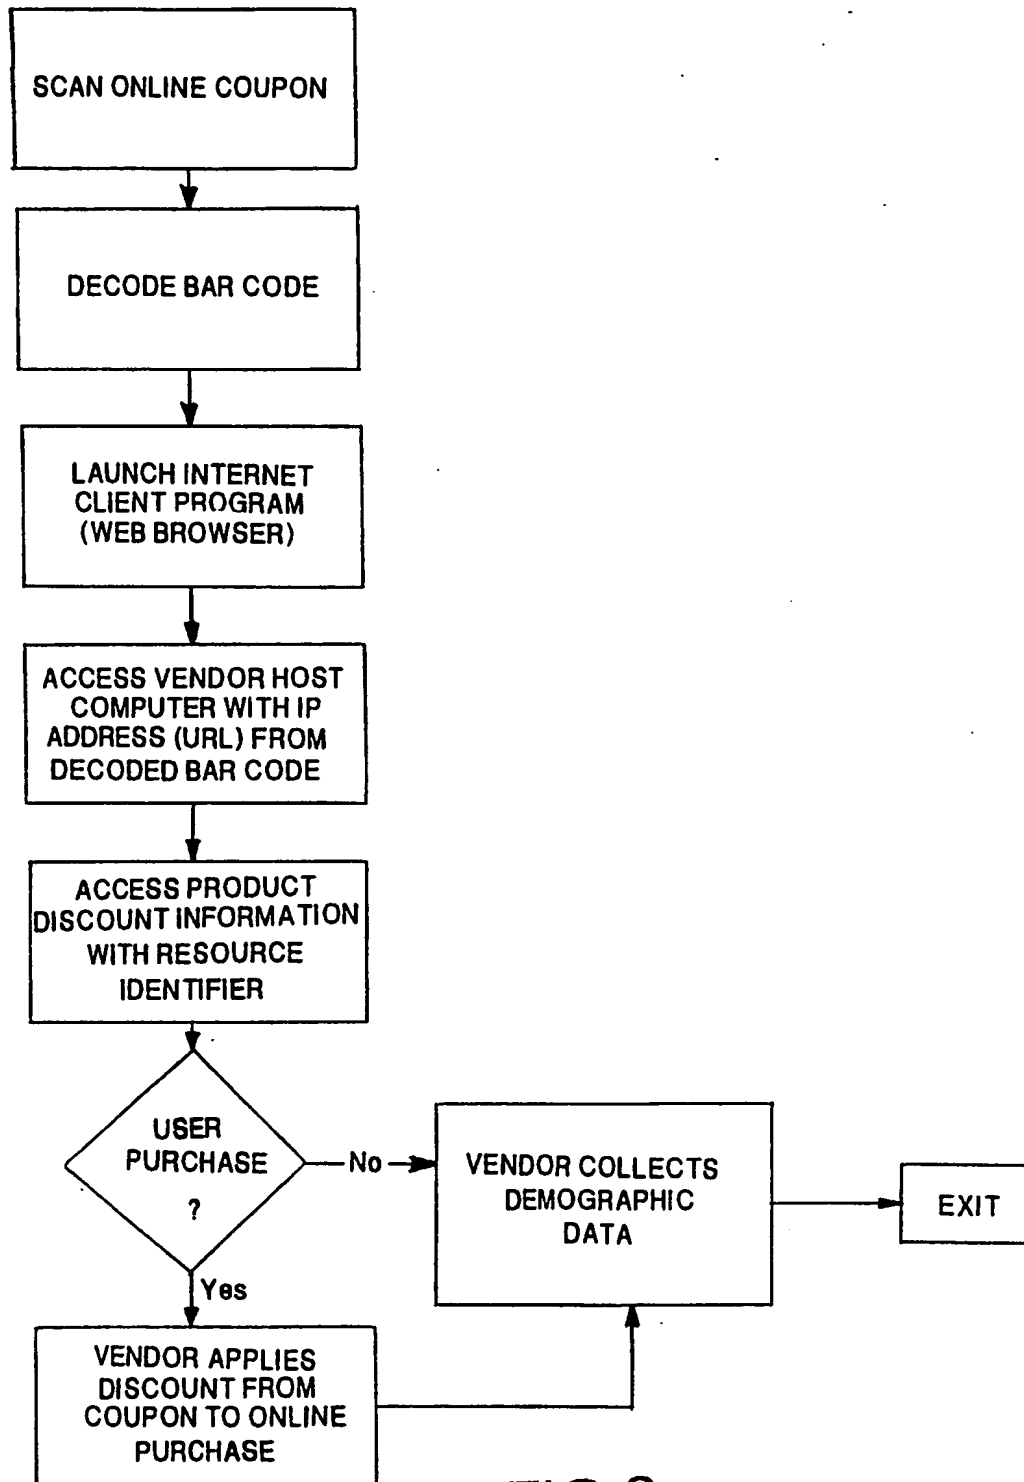 SCAN ONLINE COUPON
DECODE BAR CODE
LAUNCH INTERNET
CLIENT PROGRAM
(WEB BROWSER)
ACCESS VENDOR HOST
COMPUTER WITH IP
ADDRESS (URL) FROM
DECODED BAR CODE
ACCESS PRODUCT
DISCOUNT INFORMATION
WITH RESOURCE
IDENTIFIER
USER
PURCHASE
?
No
VENDOR COLLECTS
DEMOGRAPHIC
DATA
EXIT
Yes
VENDOR APPLIES
DISCOUNT FROM
COUPON TO ONLINE
PURCHASE